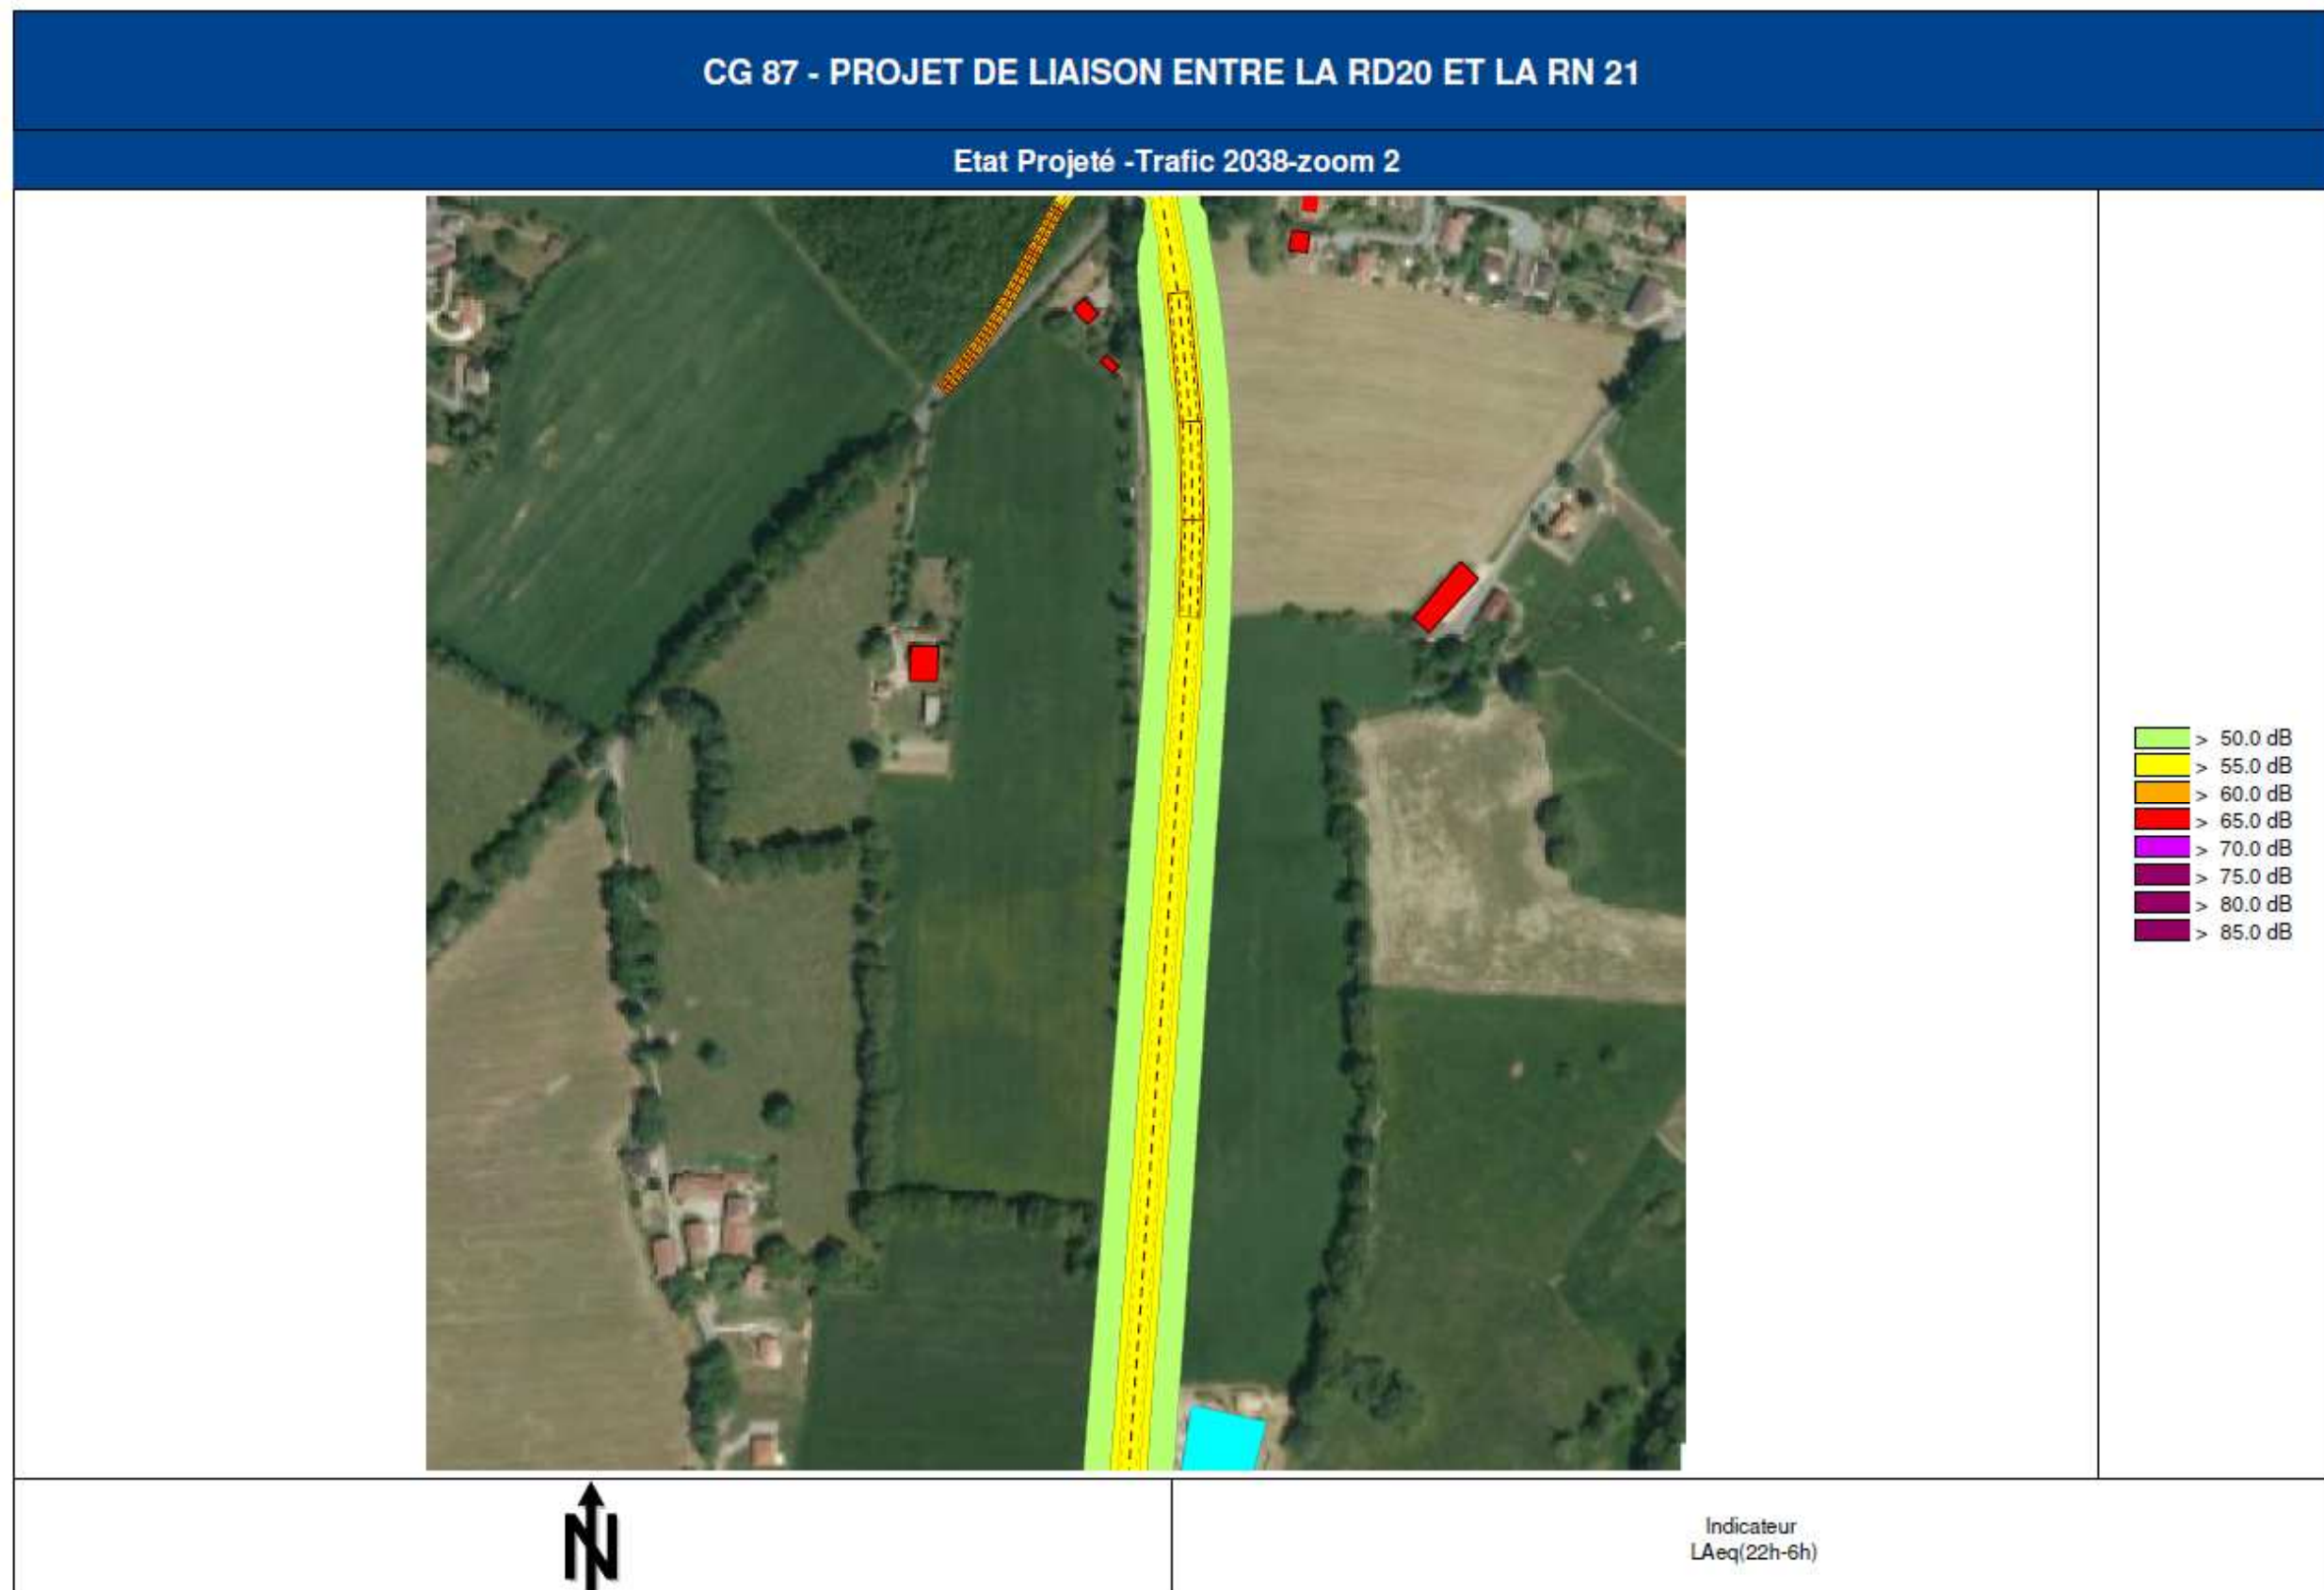 CG 87 - PROJET DE LIAISON ENTRE LA RD20 ET LA RN 21
Etat Projeté -Trafic 2038-zoom 2
> 50.0 dB
> 55.0 dB
> 60.0 dB
> 65.0 dB
> 70.0 dB
> 75.0 dB
> 80.0 dB
> 85.0 dB
N
Indicateur
LAeq(22h-6h)